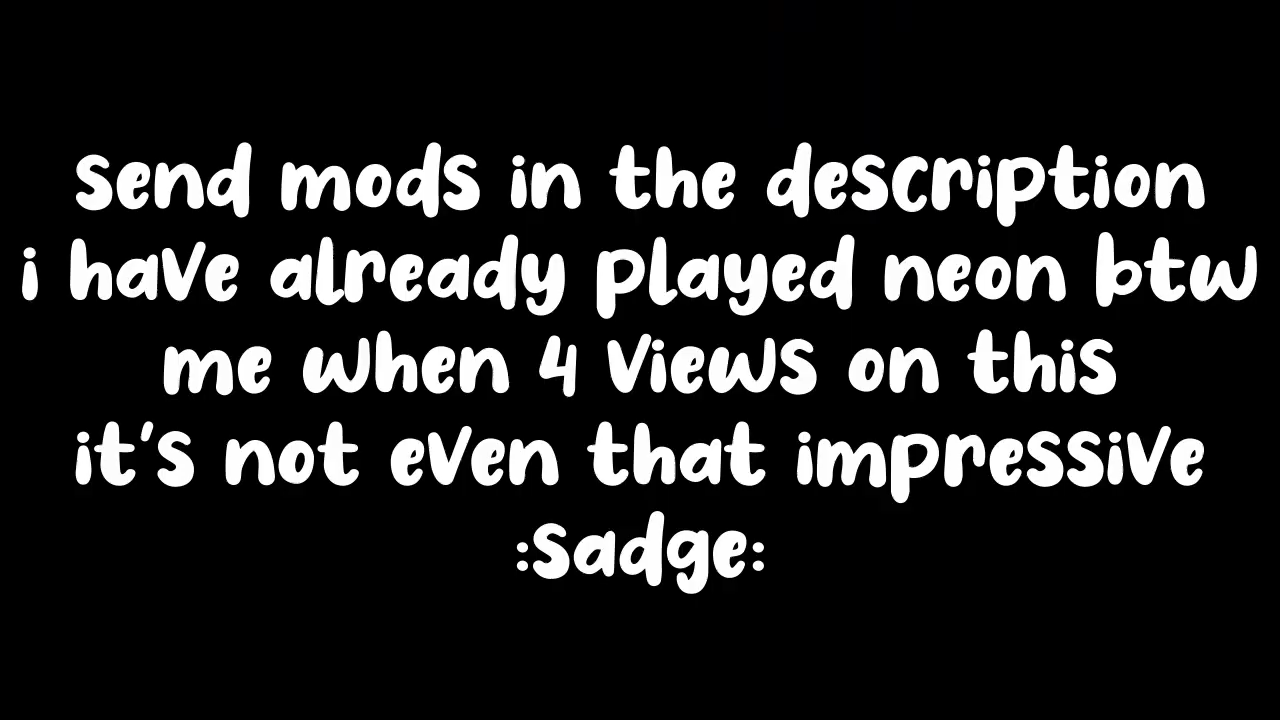 send mods in the description
i have already played neon btw
me when 4 views on this
it's not even that impressive
:sadge: